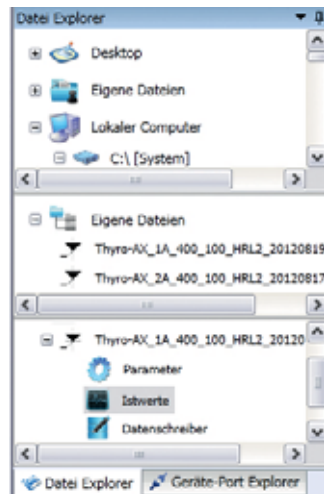 Datei Explorer
Desktop
Eigene Dateien
Lokaler Computer
C:\ [System]
Eigene Dateien
Thyro-AX_1A_400_100_HRL2_20120819
Thyro-AX_2A_400_100_HRL2_20120817
Thyro-AX_1A_400_100_HRL2_20120
Parameter
Istwerte
Datenschreiber
Datei Explorer Geräte-Port Explorer